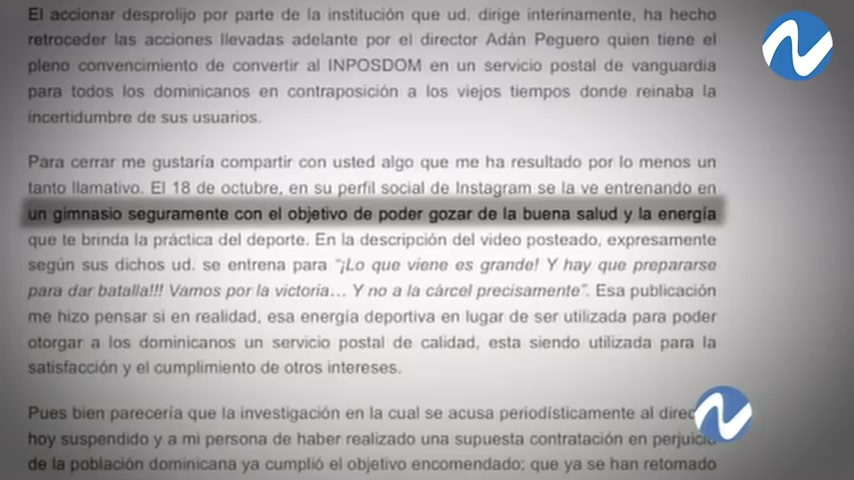 El accionar desprolijo por parte de la institución que ud. dirige interinamente, ha hecho
retroceder las acciones llevadas adelante por el director Adán Peguero quien tiene el
pleno convencimiento de convertir al INPOSDOM en un servicio postal de vanguardia
para todos los dominicanos en contraposición a los viejos tiempos donde reinaba la
incertidumbre de sus usuarios.
Para cerrar me gustaría compartir con usted algo que me ha resultado por lo menos un
tanto llamativo. El 18 de octubre, en su perfil social de Instagram se la ve entrenando en
un gimnasio seguramente con el objetivo de poder gozar de la buena salud y la energía
que te brinda la práctica del deporte. En la descripción del video posteado, expresamente
según sus dichos ud. se entrena para “¡Lo que viene es grande! Y hay que prepararse
para dar batalla!!! Vamos por la victoria… Y no a la cárcel precisamente”. Esa publicación
me hizo pensar si en realidad, esa energía deportiva en lugar de ser utilizada para poder
otorgar a los dominicanos un servicio postal de calidad, esta siendo utilizada para la
satisfacción y el cumplimiento de otros intereses.
Pues bien parecería que la investigación en la cual se acusa periodísticamente al
hoy suspendido y a mi persona de haber realizado una supuesta contratación en perjuicio
de la población dominicana ya cumplió el objetivo encomendado; que ya se han retomado